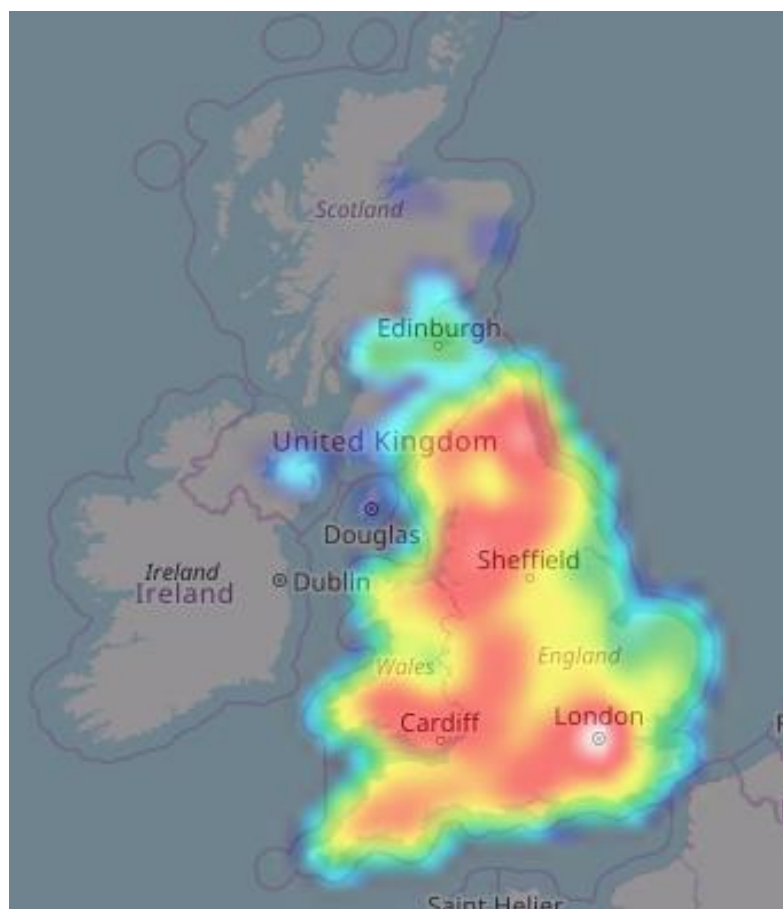 Scotland
Edinburgh
United Kingdom
Douglas
Sheffield
Ireland
Dublin
Ireland
Wales
England
Cardiff
London
Saint Helier